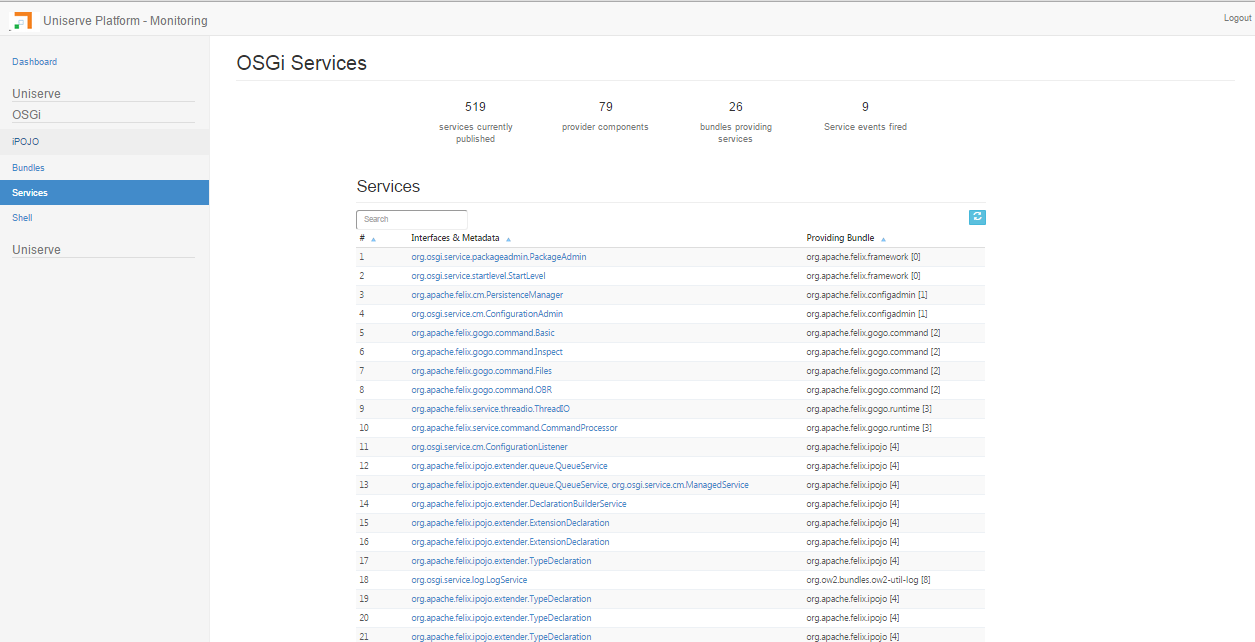 Uniserve Platform - Monitoring
Logout
Dashboard
Uniserve
OSGi
iPOJO
Bundles
Services
Shell
Uniserve
OSGi Services
519 79 26 9
services currently published provider components bundles providing services Service events fired
Services
Search
# Interfaces & Metadata Providing Bundle
1 org.osgi.service.packageadmin.PackageAdmin org.apache.felix.framework [0]
2 org.osgi.service.startlevel.StartLevel org.apache.felix.framework [0]
3 org.apache.felix.cm.PersistenceManager org.apache.felix.configadmin [1]
4 org.osgi.service.cm.ConfigurationAdmin org.apache.felix.configadmin [1]
5 org.apache.felix.gogo.command.Basic org.apache.felix.gogo.command [2]
6 org.apache.felix.gogo.command.Inspect org.apache.felix.gogo.command [2]
7 org.apache.felix.gogo.command.Files org.apache.felix.gogo.command [2]
8 org.apache.felix.gogo.command.OBR org.apache.felix.gogo.command [2]
9 org.apache.felix.service.threadio.ThreadIO org.apache.felix.gogo.runtime [3]
10 org.apache.felix.service.command.CommandProcessor org.apache.felix.gogo.runtime [3]
11 org.osgi.service.cm.ConfigurationListener org.apache.felix.ipojo [4]
12 org.apache.felix.ipojo.extender.queue.QueueService org.apache.felix.ipojo [4]
13 org.apache.felix.ipojo.extender.queue.QueueService, org.osgi.service.cm.ManagedService org.apache.felix.ipojo [4]
14 org.apache.felix.ipojo.extender.DeclarationBuilderService org.apache.felix.ipojo [4]
15 org.apache.felix.ipojo.extender.ExtensionDeclaration org.apache.felix.ipojo [4]
16 org.apache.felix.ipojo.extender.ExtensionDeclaration org.apache.felix.ipojo [4]
17 org.apache.felix.ipojo.extender.TypeDeclaration org.apache.felix.ipojo [4]
18 org.osgi.service.log.LogService org.ow2.bundles.ow2-util-log [8]
19 org.apache.felix.ipojo.extender.TypeDeclaration org.apache.felix.ipojo [4]
20 org.apache.felix.ipojo.extender.TypeDeclaration org.apache.felix.ipojo [4]
21 org.apache.felix.ipojo.extender.TypeDeclaration org.apache.felix.ipojo [4]